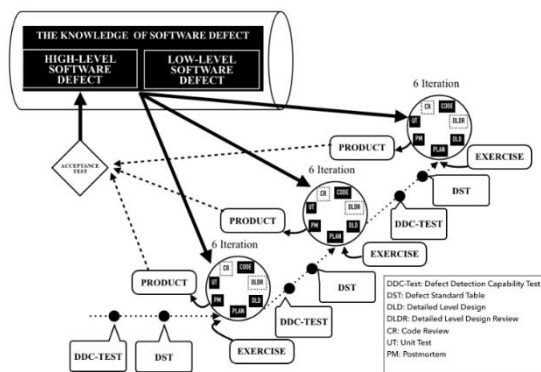 THE KNOWLEDGE OF SOFTWARE DEFECT
HIGH-LEVEL
SOFTWARE
DEFECT
LOW-LEVEL
SOFTWARE
DEFECT
6 Iteration
CR
CODE
UT
DLDR
PM
DLD
PLAN
PRODUCT
EXERCISE
ACCEPTANCE
TEST
DST
DDC-TEST
6 Iteration
CR
CODE
UT
DLDR
PM
DLD
PLAN
PRODUCT
EXERCISE
DST
DDC-TEST
6 Iteration
CR
CODE
UT
DLDR
PM
DLD
PLAN
PRODUCT
EXERCISE
DDC-TEST
DST
DDC-Test: Defect Detection Capability Test
DST: Defect Standard Table
DLD: Detailed Level Design
DLDR: Detailed Level Design Review
CR: Code Review
UT: Unit Test
PM: Postmortem